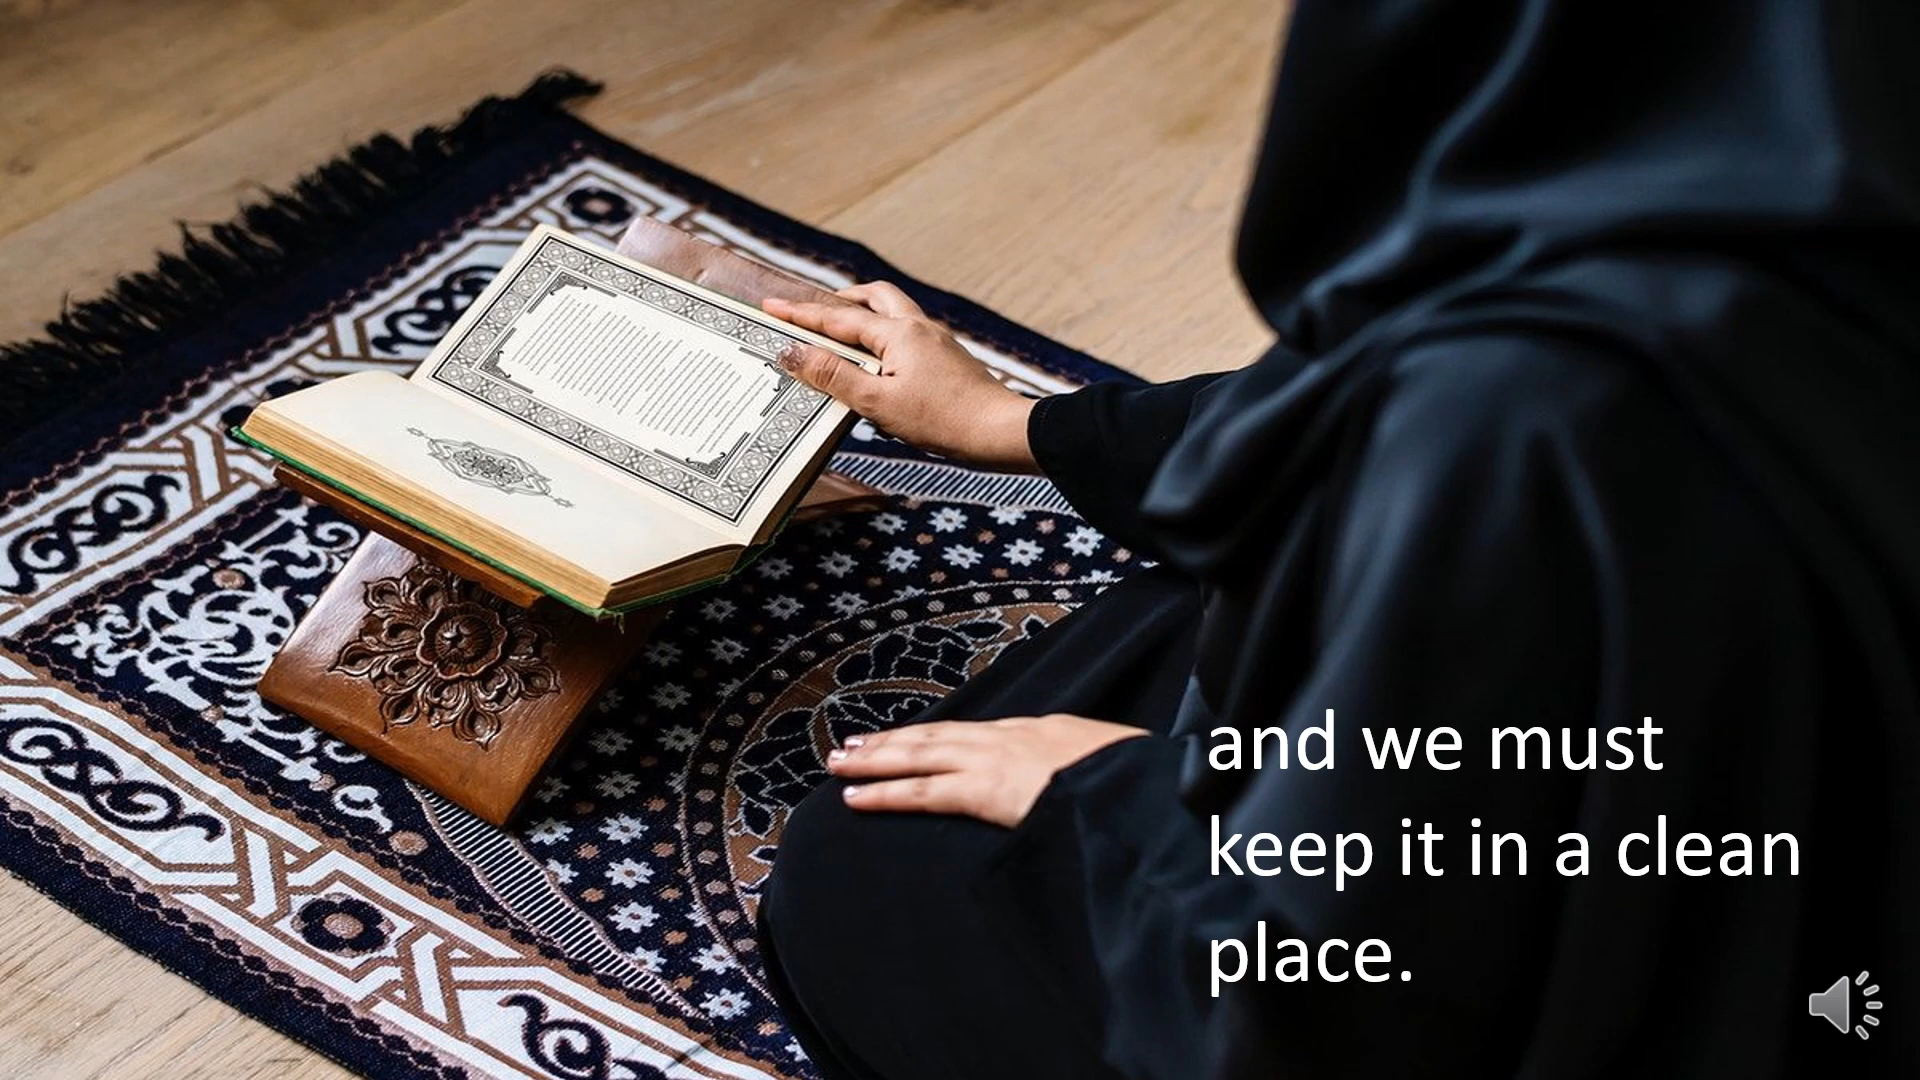 and we must
keep it in a clean
place.